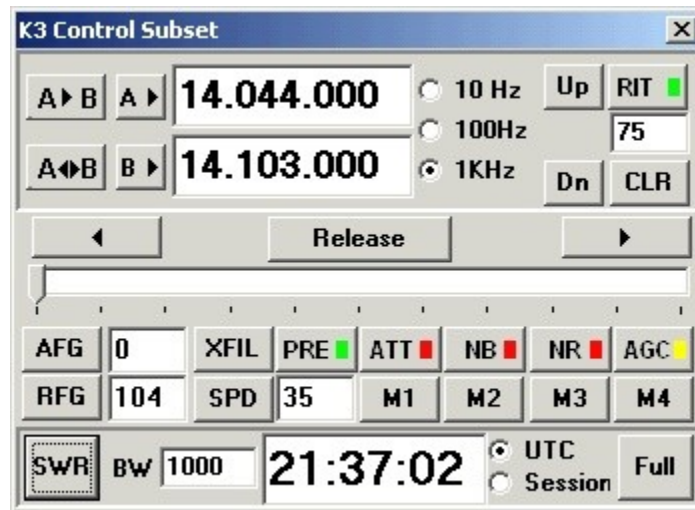 K3 Control Subset
A▶B A▶ 14.044.000 10 Hz Up RIT
100Hz 75
A◀▶B B▶ 14.103.000 1KHz Dn CLR
Release
AFG 0 XFIL PRE ATT NB NR AGC
RFG 104 SPD 35 M1 M2 M3 M4
SWR BW 1000 21:37:02 UTC Full
Session